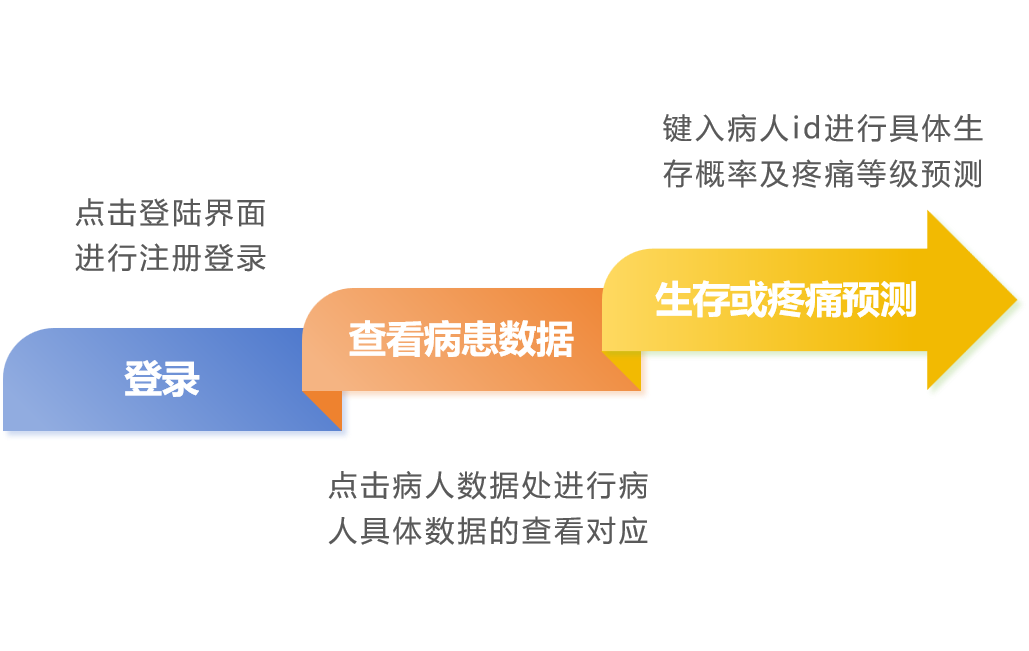 点击登陆界面
进行注册登录
登录
查看病患数据
点击病人数据处进行病
人具体数据的查看对应
键入病人id进行具体生
存概率及疼痛等级预测
生存或疼痛预测